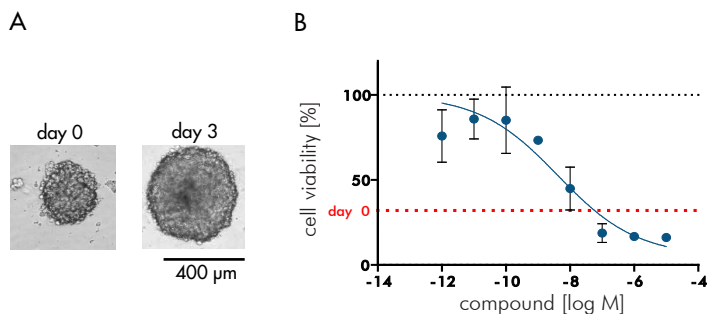 A
day 0
day 3
400 µm
B
cell viability [%]
100
50
day 0
0
-14
-12
-10
-8
-6
-4
compound [log M]